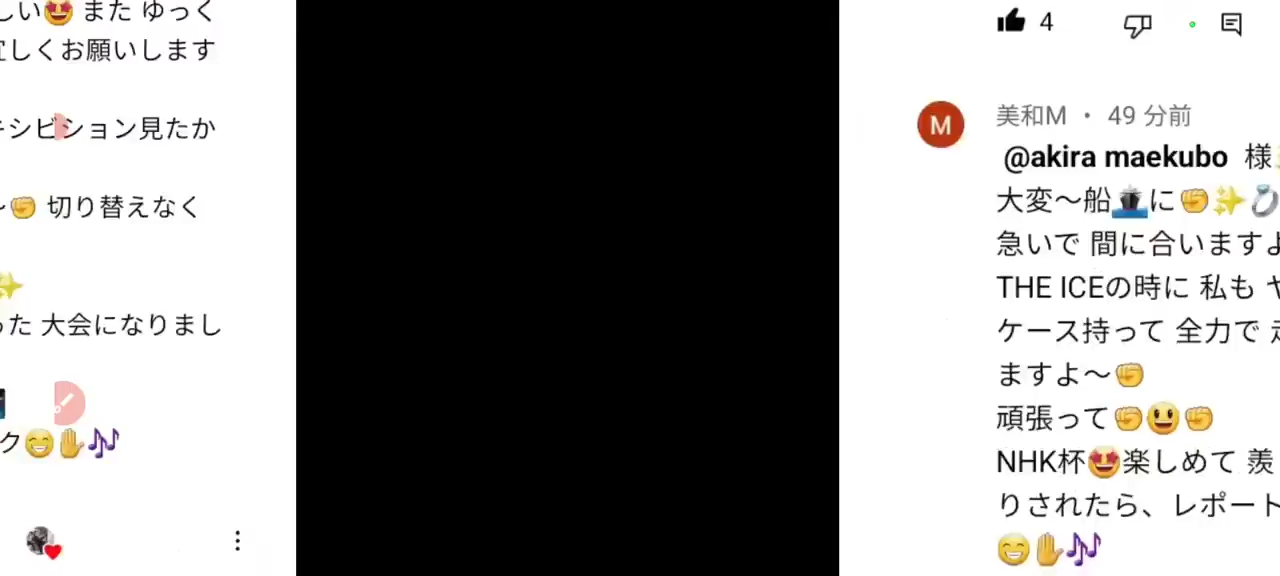 しい🤩 また ゆっく
しくお願いします
シビション見たか
~✊ 切り替えなく
✨
った 大会になりまし
ク😁✋🎶
4
M
美和M ・ 49 分前
@akira maekubo 様
大変〜船🚢に✊✨💍
急いで 間に合いますよ
THE ICEの時に 私も
ケース持って 全力で
ますよ〜✊
頑張って✊😃✊
NHK杯🤩楽しめて 羨
りされたら、レポート
😁✋🎶